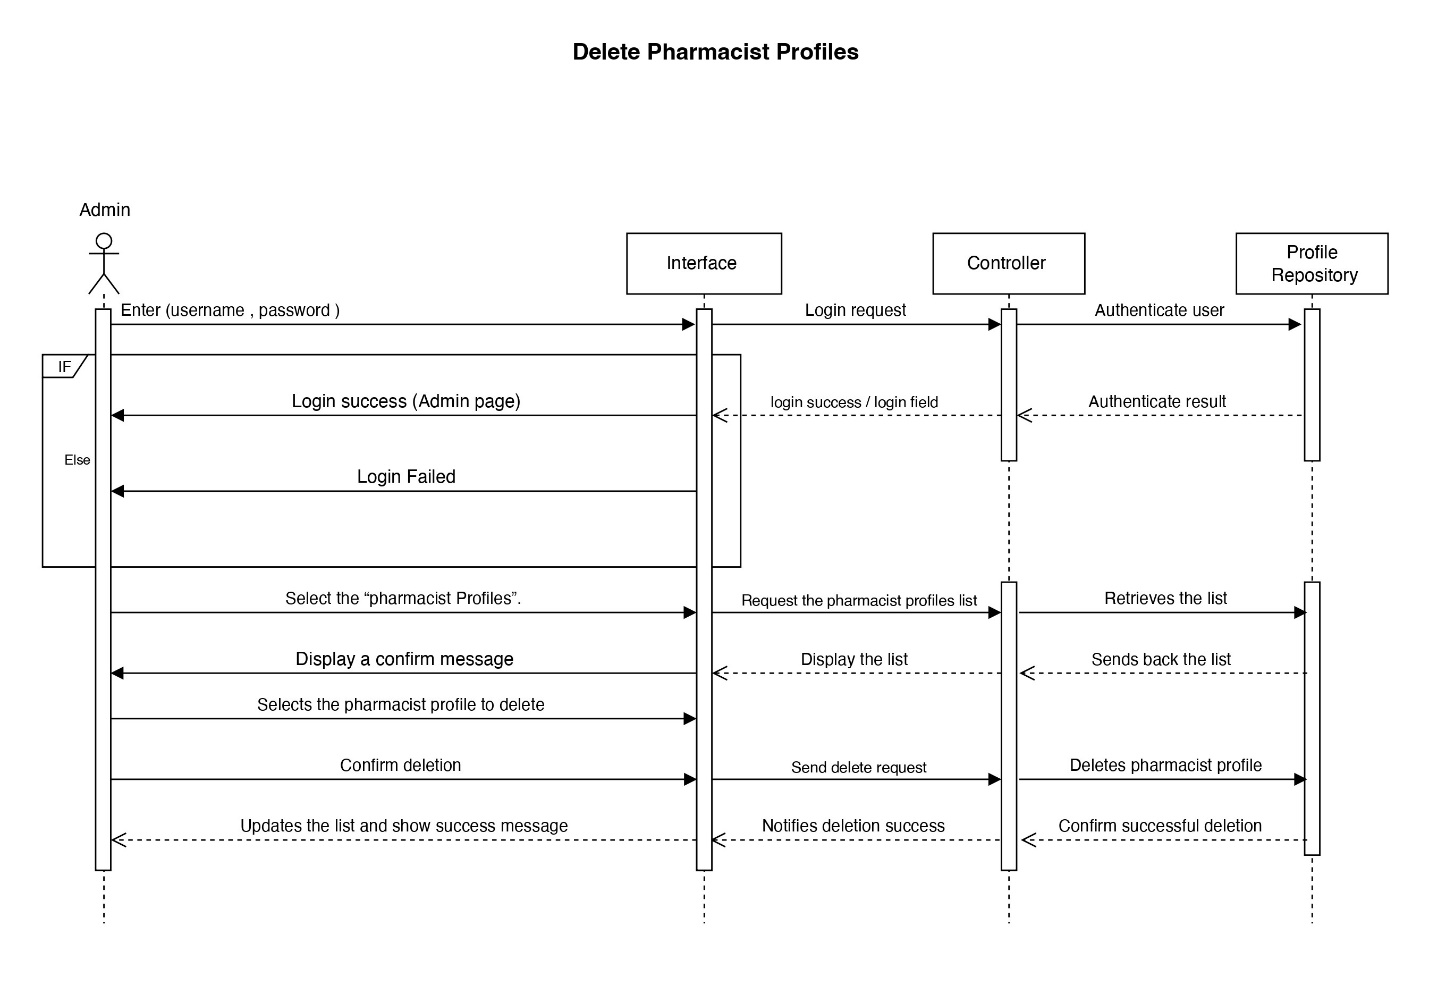 Delete Pharmacist Profiles
Admin
Interface
Controller
Profile
Repository
Enter (username , password )
Login request
Authenticate user
IF
Login success (Admin page)
login success / login field
Authenticate result
Else
Login Failed
Select the “pharmacist Profiles”.
Request the pharmacist profiles list
Retrieves the list
Display a confirm message
Display the list
Sends back the list
Selects the pharmacist profile to delete
Confirm deletion
Send delete request
Deletes pharmacist profile
Updates the list and show success message
Notifies deletion success
Confirm successful deletion